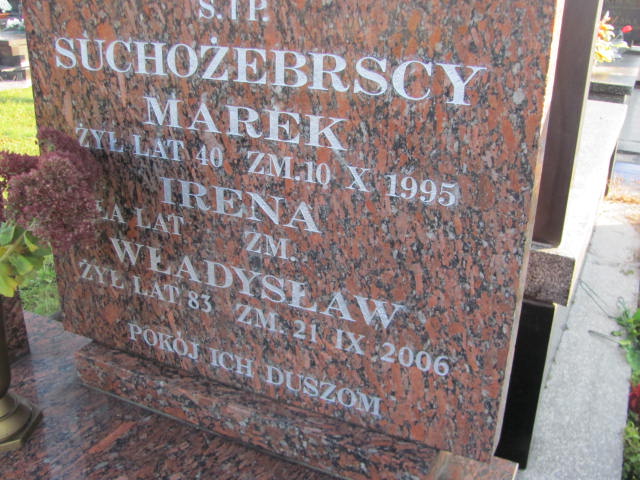 Ś.†P.
SUCHOŻEBRSCY
MAREK
ŻYŁ LAT 40 ZM.10 X 1995
IRENA
ŁA LAT ZM.
WŁADYSŁAW
ŻYŁ LAT 83 ZM. 21 IX 2006
POKÓJ ICH DUSZOM